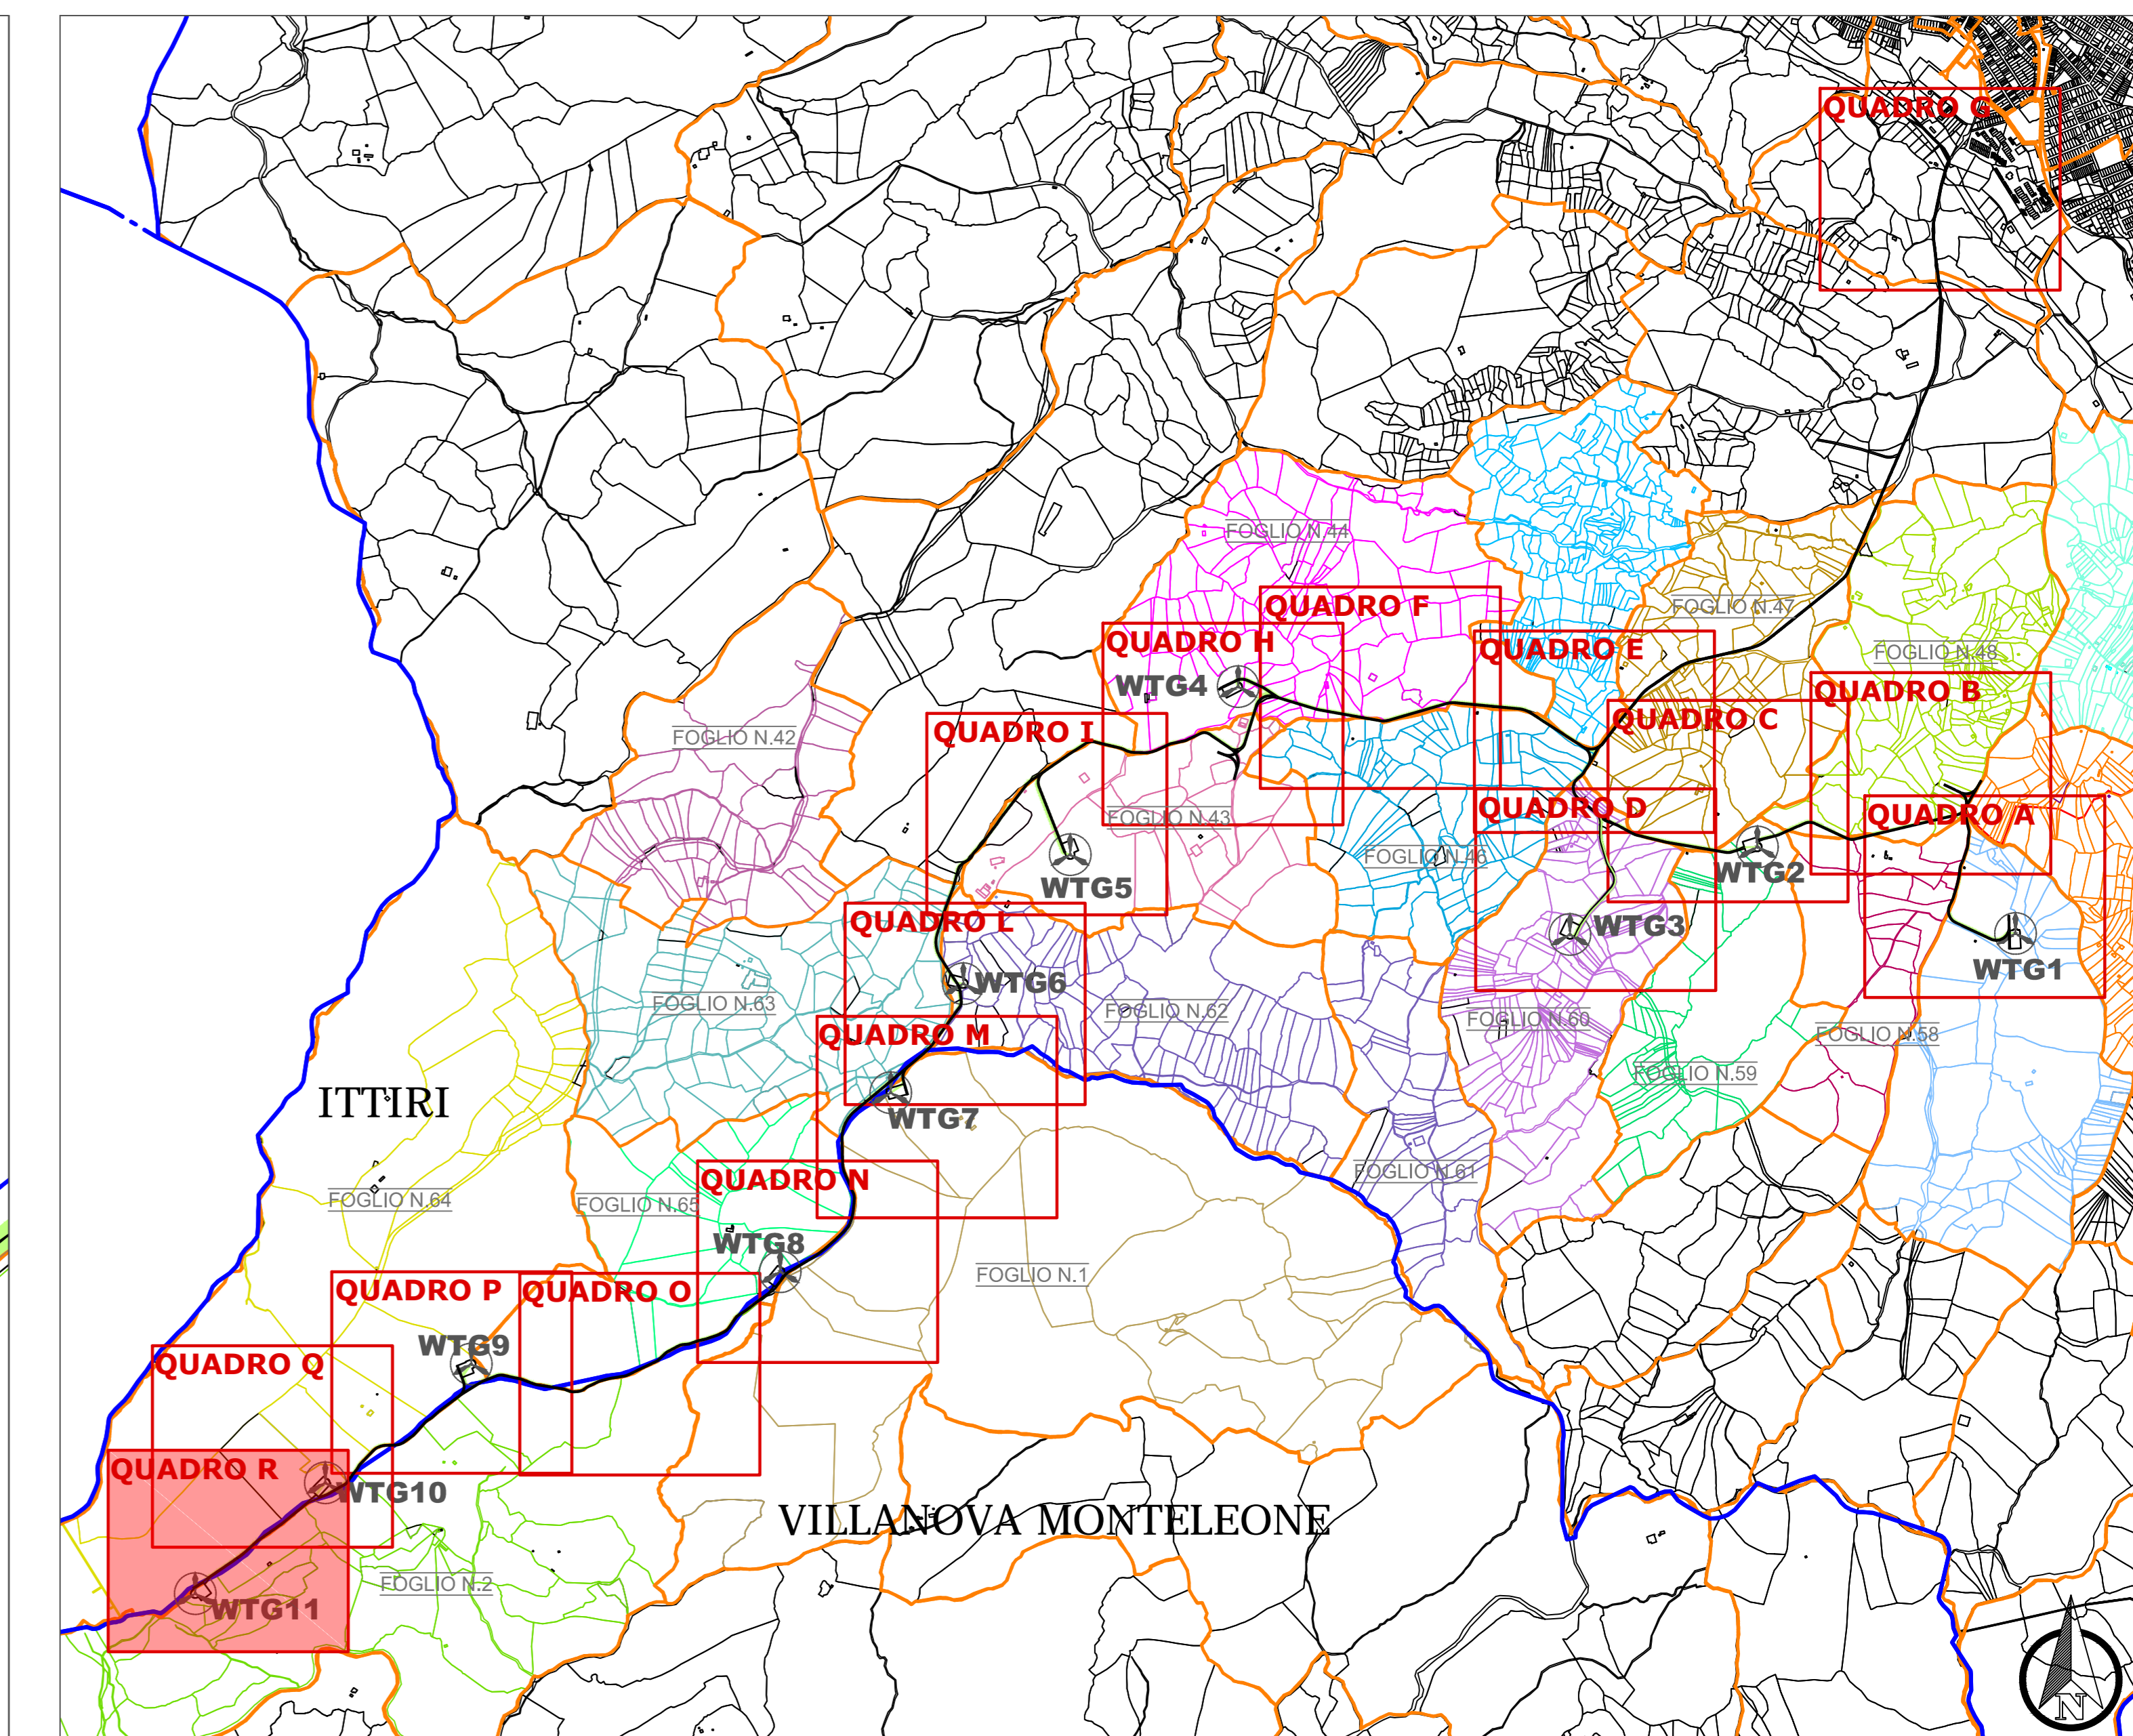 QUADRO G
FOGLIO N.44
QUADRO F
FOGLIO N.47
QUADRO H
QUADRO E
FOGLIO N.48
WTG4
QUADRO B
QUADRO C
FOGLIO N.42
QUADRO I
QUADRO D
FOGLIO N.43
QUADRO A
FOGLIO N.46
WTG2
WTG5
QUADRO L
WTG3
WTG1
WTG6
FOGLIO N.63
FOGLIO N.62
FOGLIO N.60
QUADRO M
FOGLIO N.58
FOGLIO N.59
ITTIRI
WTG7
FOGLIO N.61
QUADRO N
FOGLIO N.64
FOGLIO N.65
WTG8
FOGLIO N.1
QUADRO P
QUADRO O
WTG9
QUADRO Q
QUADRO R
WTG10
VILLANOVA MONTELEONE
FOGLIO N.2
WTG11
N